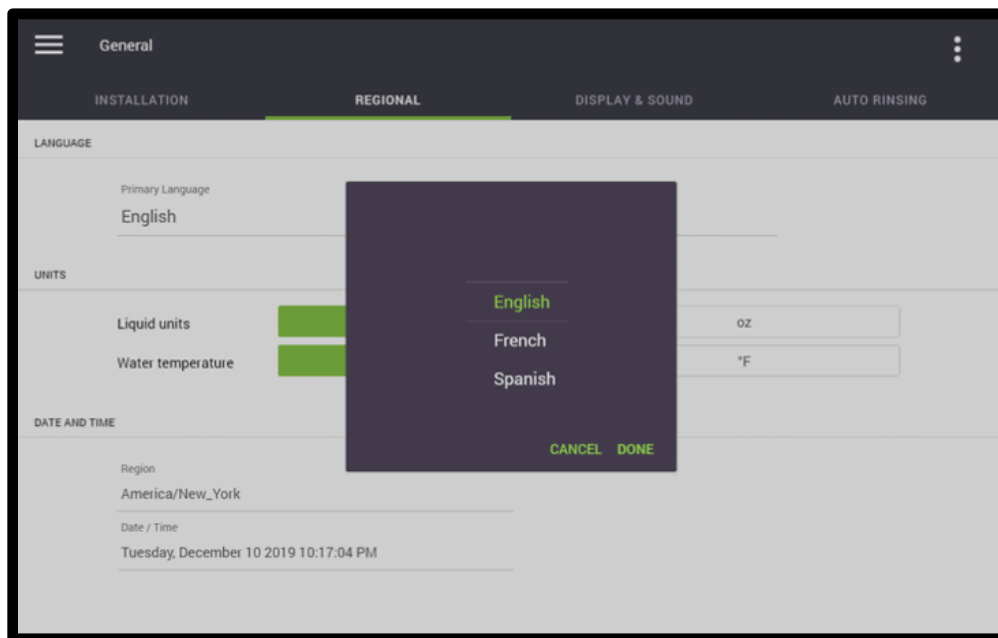 General
INSTALLATION
REGIONAL
DISPLAY & SOUND
AUTO RINSING
LANGUAGE
Primary Language
English
UNITS
Liquid units
oz
Water temperature
°F
English
French
Spanish
CANCEL DONE
DATE AND TIME
Region
America/New_York
Date / Time
Tuesday, December 10 2019 10:17:04 PM